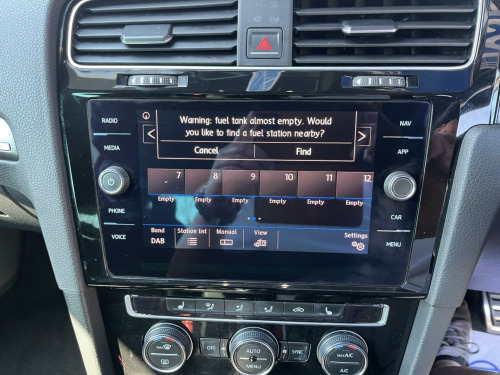 RADIO
MEDIA
PHONE
VOICE
Warning: fuel tank almost empty. Would
you like to find a fuel station nearby?
Cancel Find
7 8 9 10 11 12
Empty Empty Empty Empty Empty Empty
Band Station list Manual View Settings
DAB
NAV
APP
CAR
MENU
OFF AUTO SYNC
MENU
MAX A/C
A/C